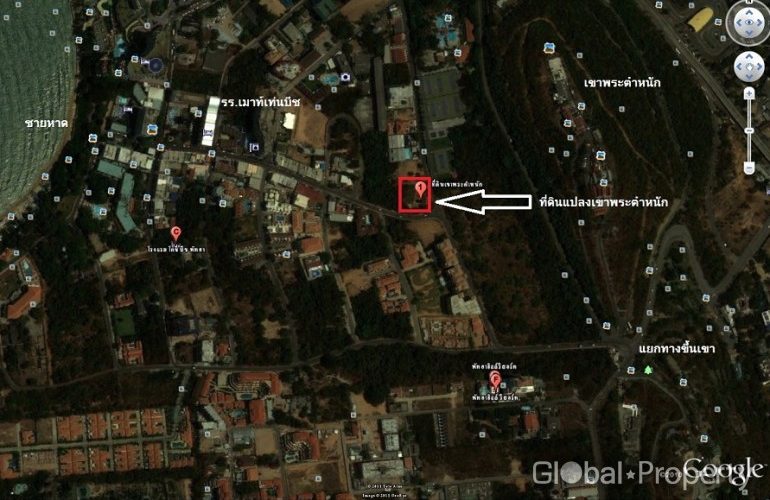 เขาพระตำหนัก
รร.เมาท์เท่นบีช
ชายหาด
ที่ดินเขาพระตำหนัก
ที่ดินแปลงเขาพระตำหนัก
C
แยกทางขึ้นเขา
F
Global Proper
Google